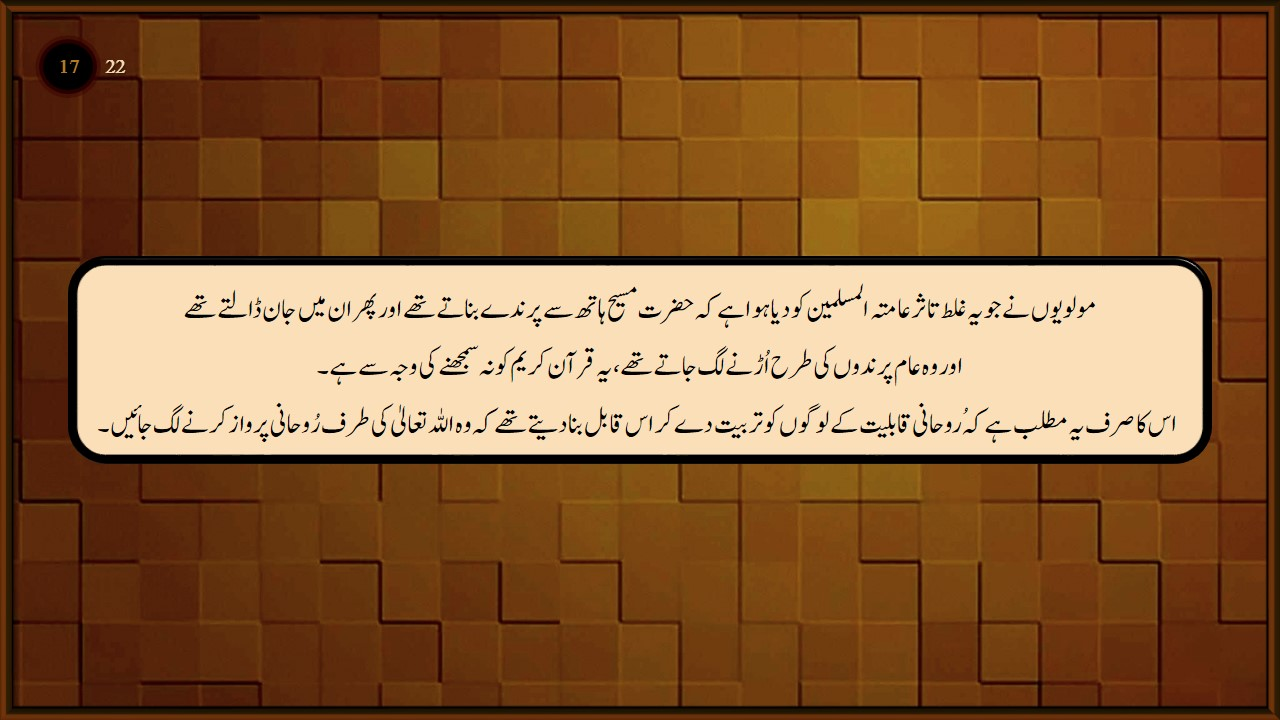 17 22
مولویوں نے جو یہ غلط تاثر عامتہ المسلمین کو دیا ہوا ہے کہ حضرت مسیح ہاتھ سے پرندے بناتے تھے اور پھر ان میں جان ڈالتے تھے
اور وہ عام پرندوں کی طرح اُڑنے لگ جاتے تھے، یہ قرآن کریم کو نہ سمجھنے کی وجہ سے ہے۔
اس کا صرف یہ مطلب ہے کہ رُوحانی قابلیت کے لوگوں کو تربیت دے کر اس قابل بنا دیتے تھے کہ وہ اللہ تعالیٰ کی طرف رُوحانی پرواز کرنے لگ جائیں۔